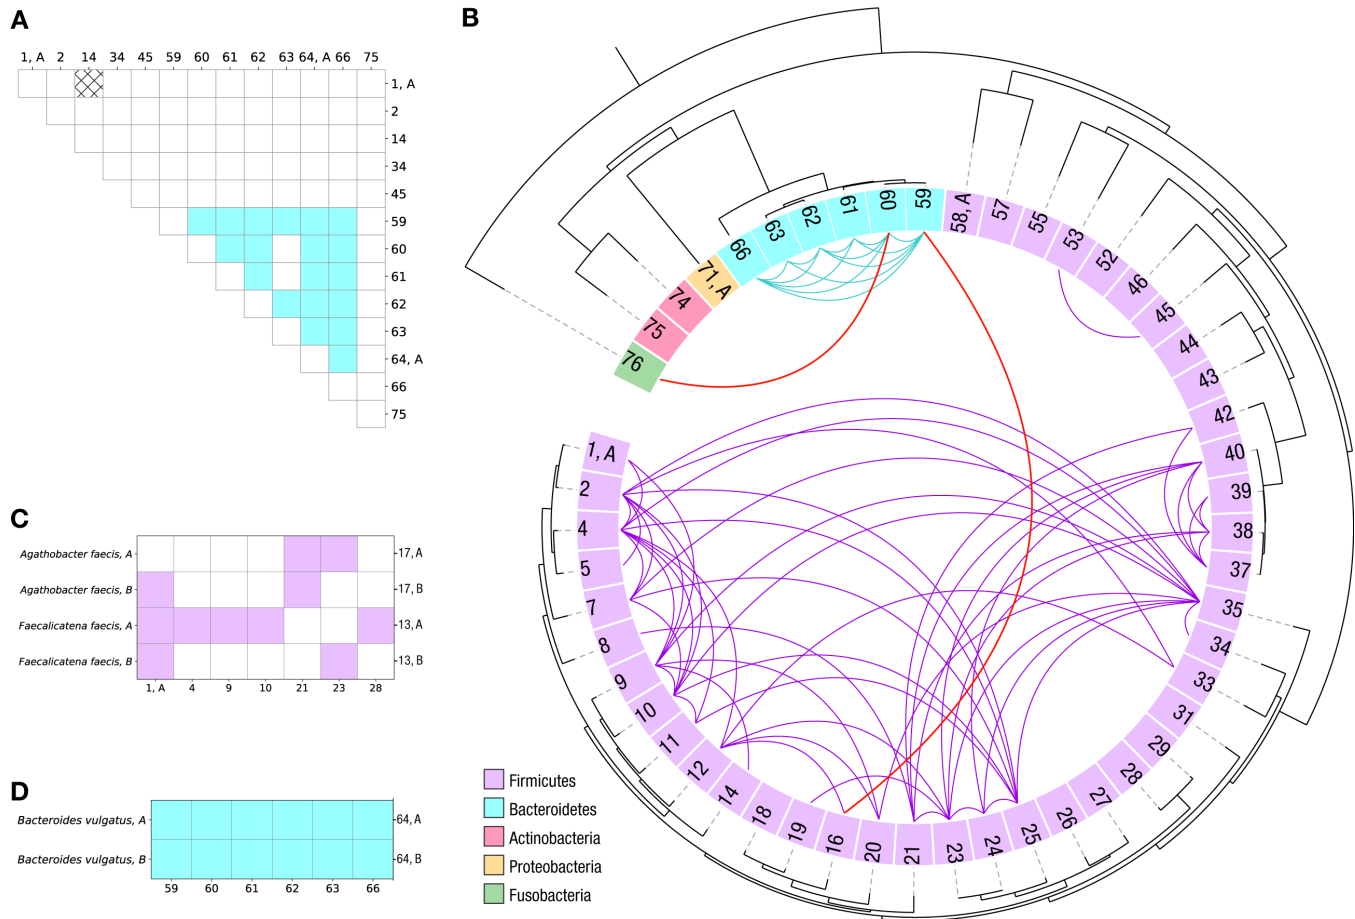 A
1, A 2 14 34 45 59 60 61 62 63 64, A 66 75
1, A
2
14
34
45
59
60
61
62
63
64, A
66
75
B
76
75
74
71, A
66
63
62
61
60
59
58, A
57
55
53
52
46
45
44
43
42
40
39
38
37
35
34
33
31
29
28
27
26
25
24
23
21
20
16
19
18
14
12
11
10
9
8
7
5
4
2
1, A
C
Agathobacter faecis, A 17, A
Agathobacter faecis, B 17, B
Faecalicatena faecis, A 13, A
Faecalicatena faecis, B 13, B
1, A 4 9 10 21 23 28
D
Bacteroides vulgatus, A 64, A
Bacteroides vulgatus, B 64, B
59 60 61 62 63 66
Firmicutes
Bacteroidetes
Actinobacteria
Proteobacteria
Fusobacteria